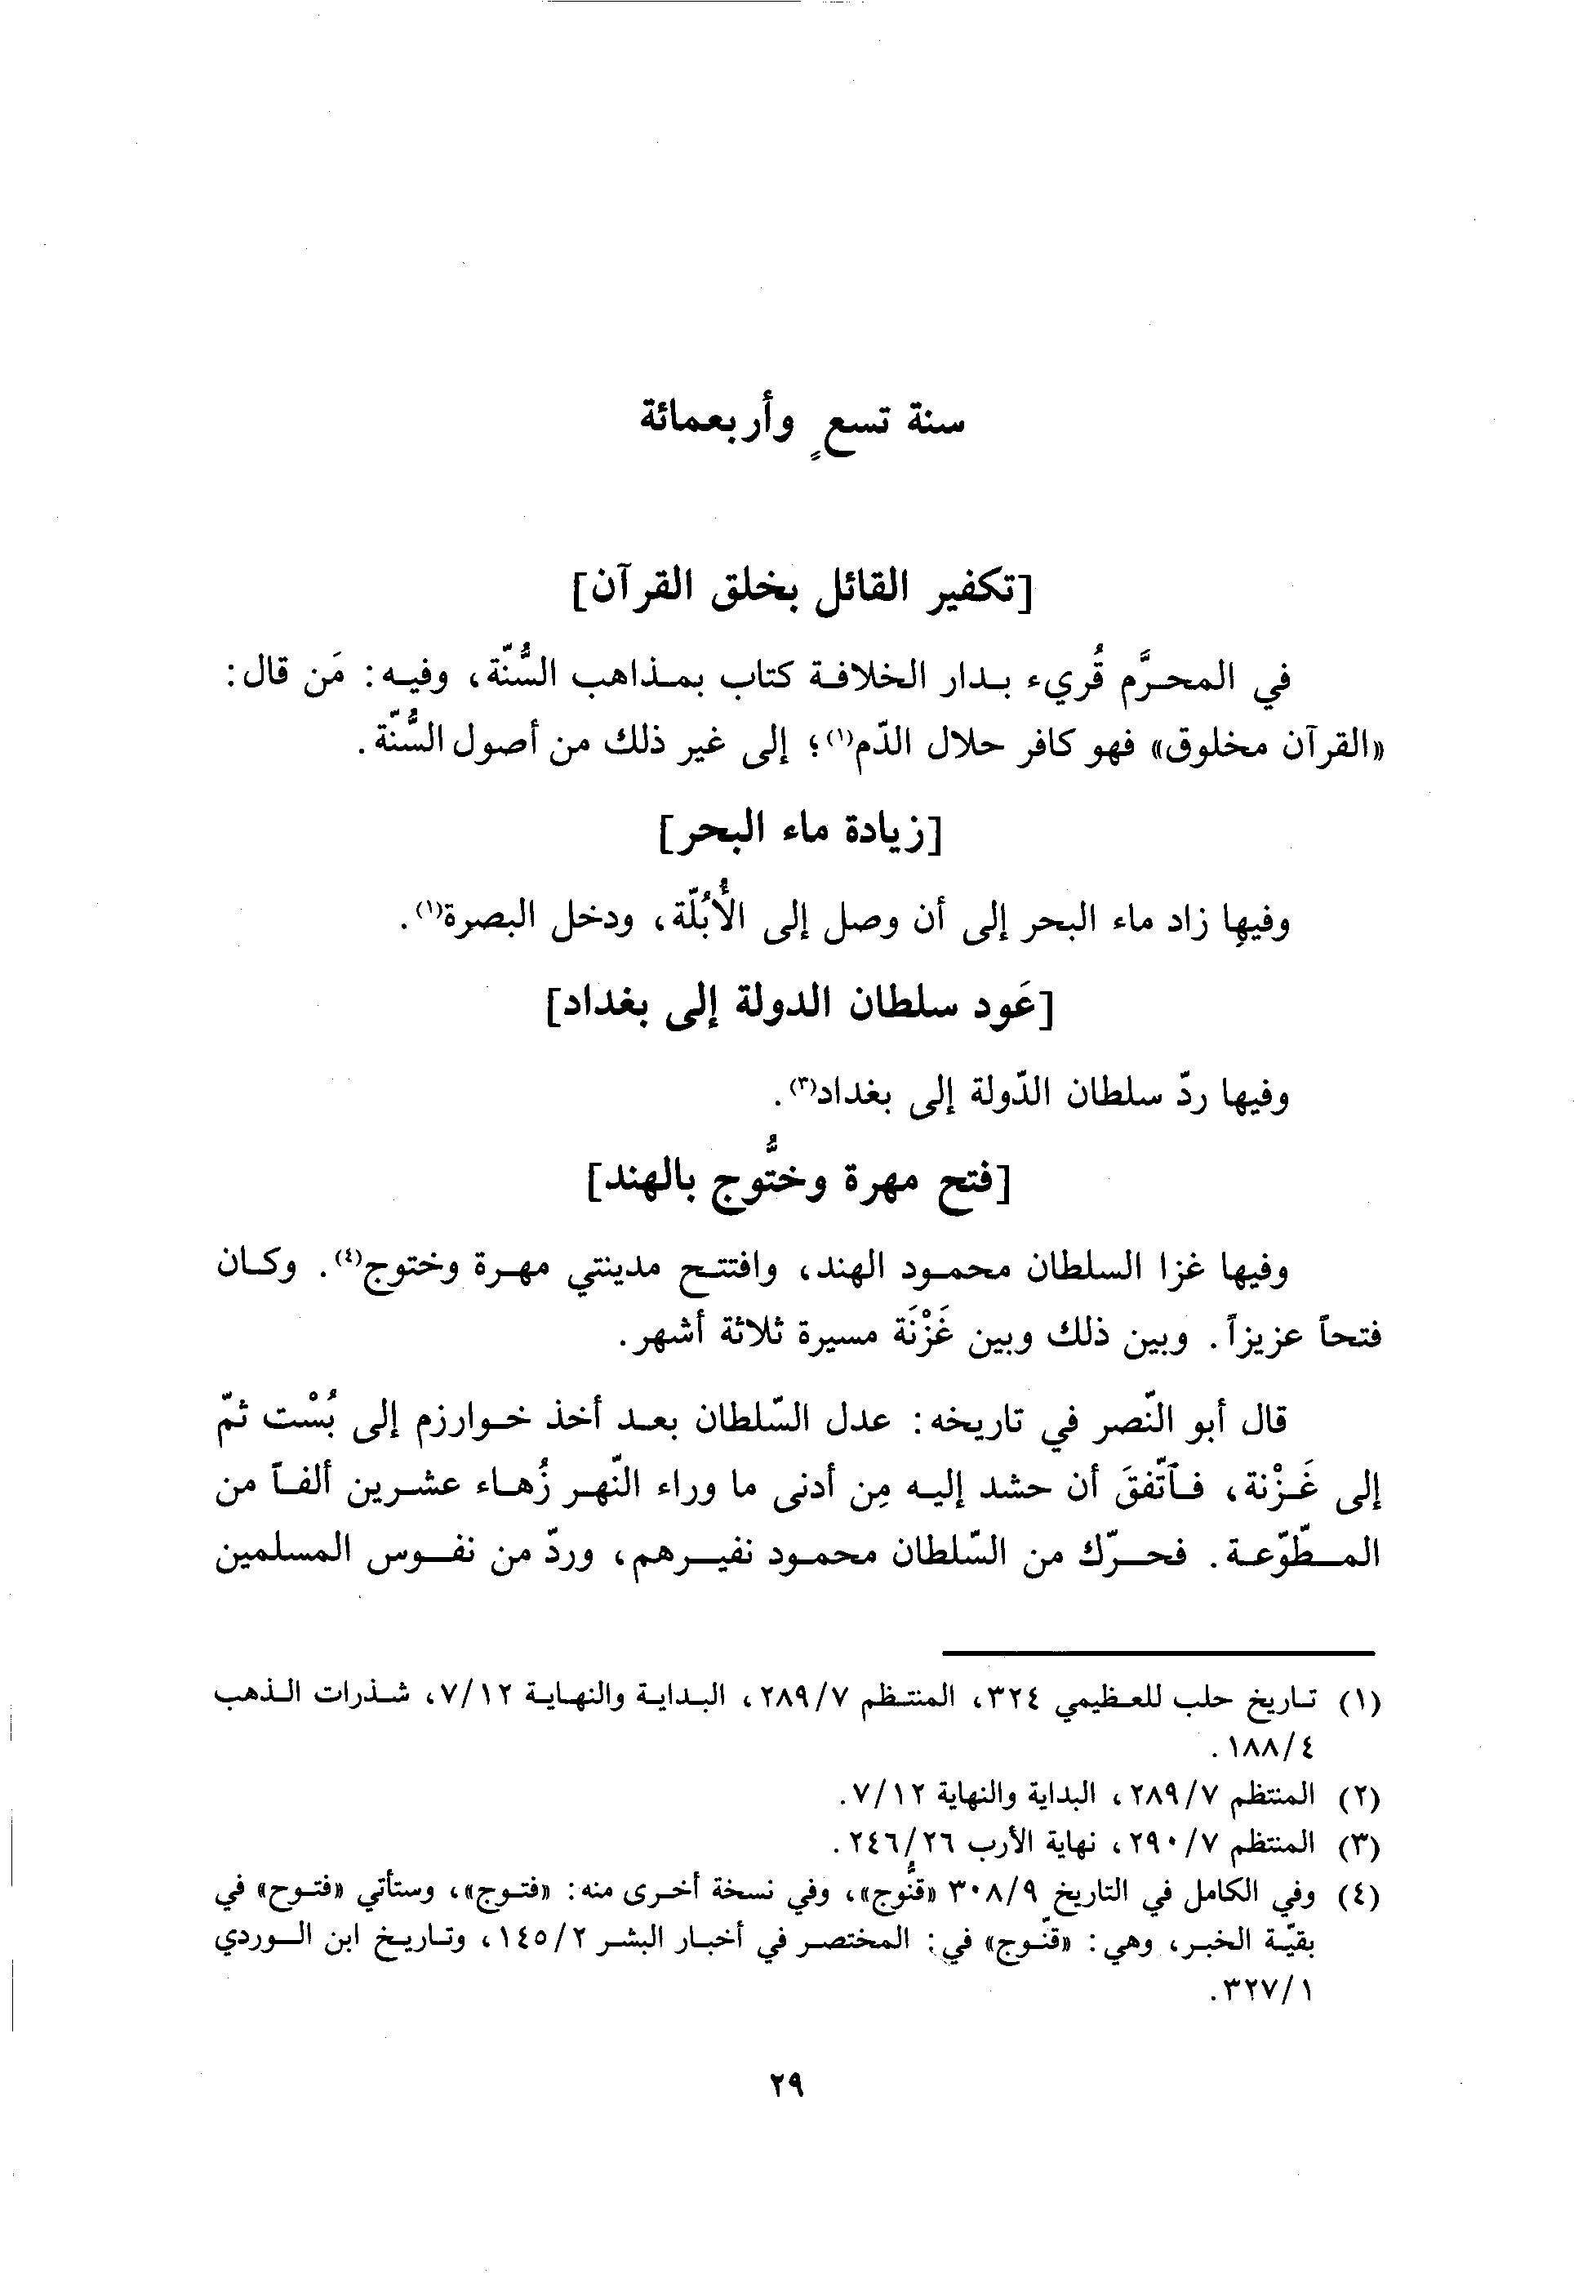 سنة تسعٍ وأربعمائة
[تكفير القائل بخلق القرآن]
في المحرَّم قُريء بدار الخلافة كتاب بمذاهب السُّنّة، وفيه: مَن قال:
«القرآن مخلوق» فهو كافر حلال الدّم(١)؛ إلى غير ذلك من أصول السُّنّة.
[زيادة ماء البحر]
وفيها زاد ماء البحر إلى أن وصل إلى الأُبُلّة، ودخل البصرة(١).
[عَود سلطان الدولة إلى بغداد]
وفيها ردّ سلطان الدّولة إلى بغداد(٣).
[فتح مهرة وختُّوج بالهند]
وفيها غزا السلطان محمود الهند، وافتتح مدينتي مهرة وختوج(٤). وكان
فتحاً عزيزاً. وبين ذلك وبين غَزْنَة مسيرة ثلاثة أشهر.
قال أبو النّصر في تاريخه: عدل السّلطان بعد أخذ خوارزم إلى بُسْت ثمّ
إلى غَزْنة، فٱتّفقَ أن حشد إليه مِن أدنى ما وراء النّهر زُهاء عشرين ألفاً من
المطّوّعة. فحرّك من السّلطان محمود نفيرهم، وردّ من نفوس المسلمين
(١) تاريخ حلب للعظيمي ٣٢٤، المنتظم ٢٨٩/٧، البداية والنهاية ٧/١٢، شذرات الذهب
١٨٨/٤.
(٢) المنتظم ٢٨٩/٧، البداية والنهاية ٧/١٢.
(٣) المنتظم ٢٩٠/٧، نهاية الأرب ٢٤٦/٢٦.
(٤) وفي الكامل في التاريخ ٣٠٨/٩ «قنُّوج»، وفي نسخة أخرى منه: «فتوج»، وستأتي «فتوح» في
بقيّة الخبر، وهي: «قنّوج» في: المختصر في أخبار البشر ١٤٥/٢، وتاريخ ابن الوردي
٣٢٧/١.
٢٩